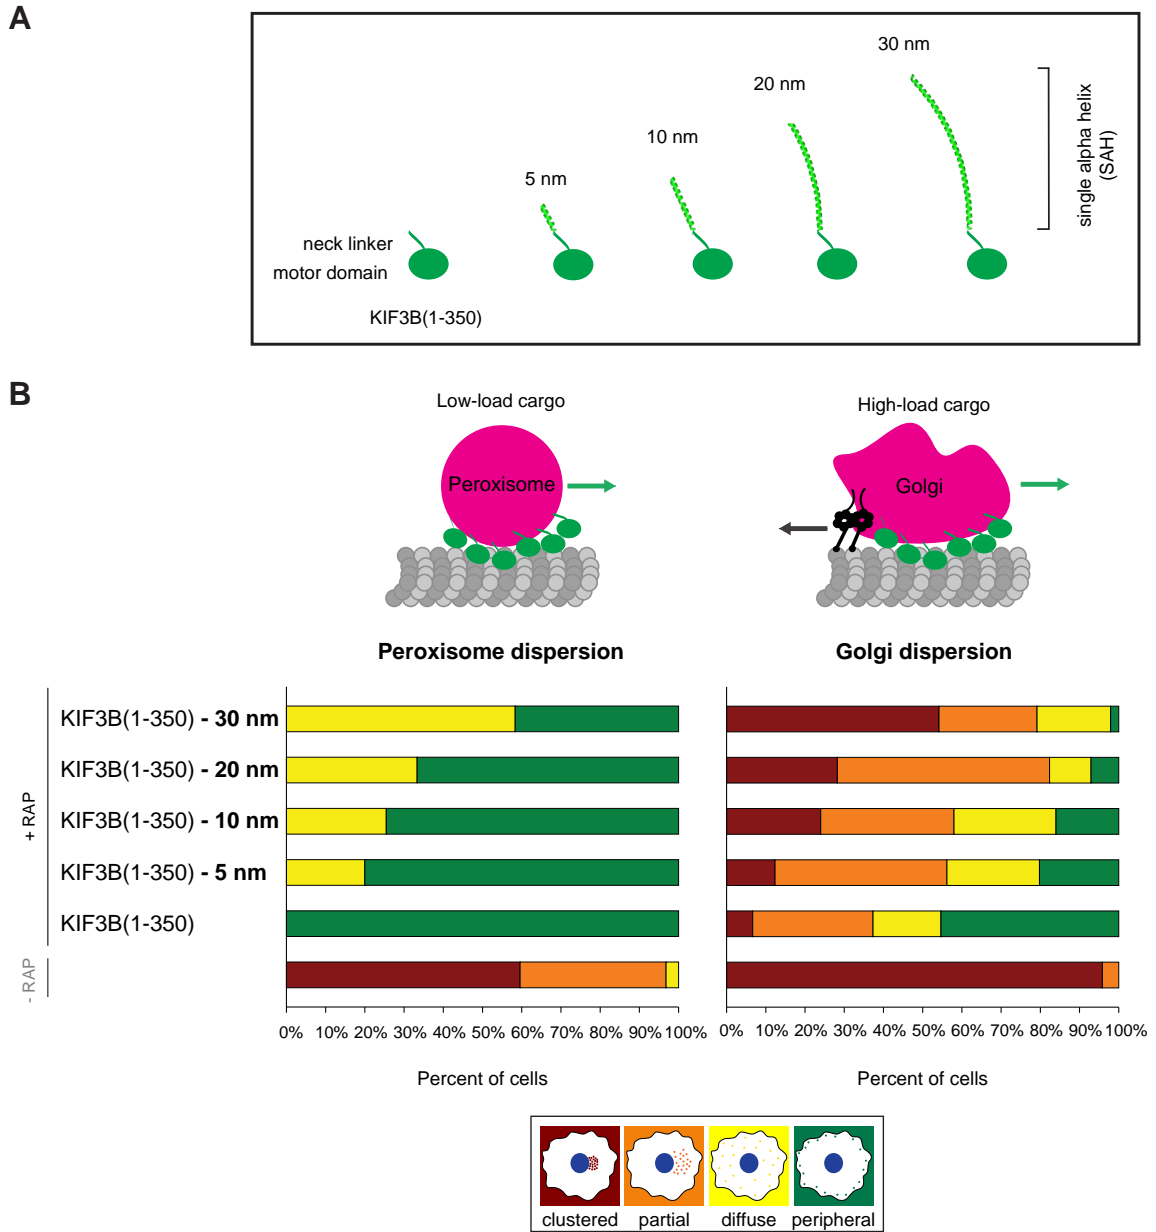 A
30 nm
20 nm
10 nm
5 nm
single alpha helix
(SAH)
neck linker
motor domain
KIF3B(1-350)
B
Low-load cargo
High-load cargo
Peroxisome
Golgi
Peroxisome dispersion
Golgi dispersion
+ RAP
KIF3B(1-350) - 30 nm
KIF3B(1-350) - 20 nm
KIF3B(1-350) - 10 nm
KIF3B(1-350) - 5 nm
KIF3B(1-350)
- RAP
0% 10% 20% 30% 40% 50% 60% 70% 80% 90% 100%
0% 10% 20% 30% 40% 50% 60% 70% 80% 90% 100%
Percent of cells
Percent of cells
clustered partial diffuse peripheral